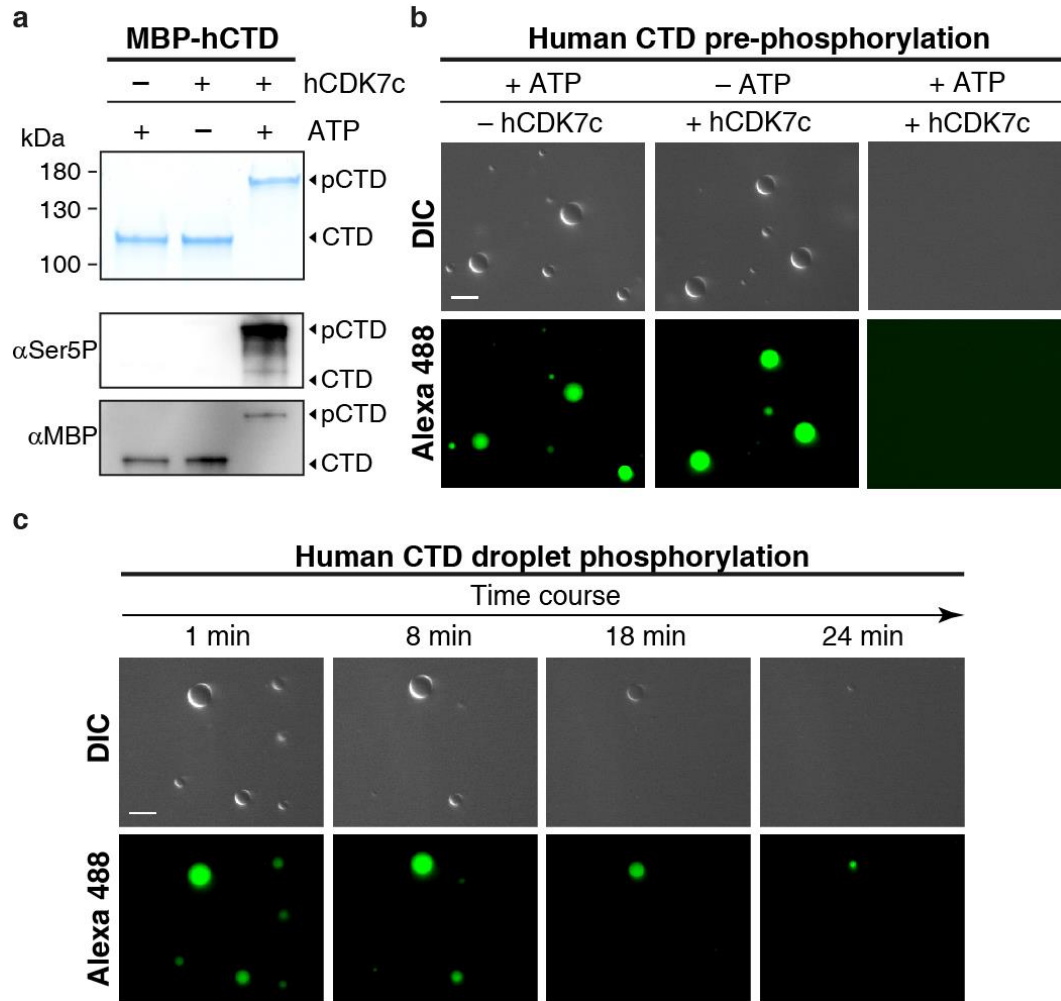 a
MBP-hCTD
− + + hCDK7c
kDa + − + ATP
180
130
100
pCTD
CTD
αSer5P
pCTD
CTD
αMBP
pCTD
CTD
b
Human CTD pre-phosphorylation
+ ATP − ATP + ATP
− hCDK7c + hCDK7c + hCDK7c
DIC
Alexa 488
c
Human CTD droplet phosphorylation
Time course
1 min 8 min 18 min 24 min
DIC
Alexa 488